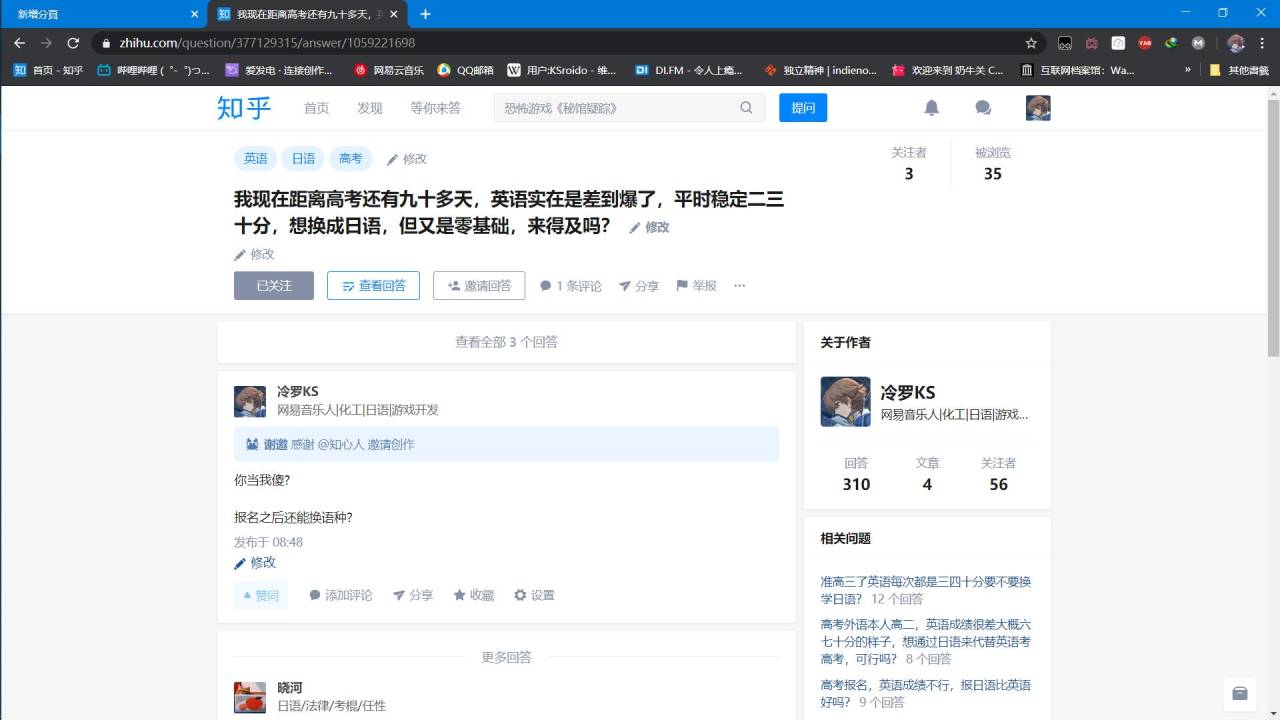 新增分頁
我现在距离高考还有九十多天，
zhihu.com/question/377129315/answer/1059221698
首页 - 知乎
哔哩哔哩 ( ゜- ゜)つ...
爱发电 · 连接创作...
网易云音乐
QQ邮箱
用户:KSroido - 维...
DI.FM - 令人上瘾...
独立精神 | indieno...
欢迎来到 奶牛关 C...
互联网档案馆：Wa...
»
其他書籤
知乎
首页
发现
等你来答
恐怖游戏《秘馆疑踪》
提问
英语
日语
高考
修改
关注者
3
被浏览
35
我现在距离高考还有九十多天，英语实在是差到爆了，平时稳定二三
十分，想换成日语，但又是零基础，来得及吗？ 修改
修改
已关注
查看回答
邀请回答
1 条评论
分享
举报
···
查看全部 3 个回答
冷罗KS
网易音乐人|化工|日语|游戏开发
谢邀 感谢 @知心人 邀请创作
你当我傻?
报名之后还能换语种?
发布于 08:48
修改
赞同
添加评论
分享
收藏
设置
更多回答
晓河
日语/法律/考棍/任性
关于作者
冷罗KS
网易音乐人|化工|日语|游戏...
回答
310
文章
4
关注者
56
相关问题
准高三了英语每次都是三四十分要不要换
学日语？ 12 个回答
高考外语本人高二，英语成绩很差大概六
七十分的样子，想通过日语来代替英语考
高考，可行吗？ 8 个回答
高考报名，英语成绩不行，报日语比英语
好吗？ 9 个回答